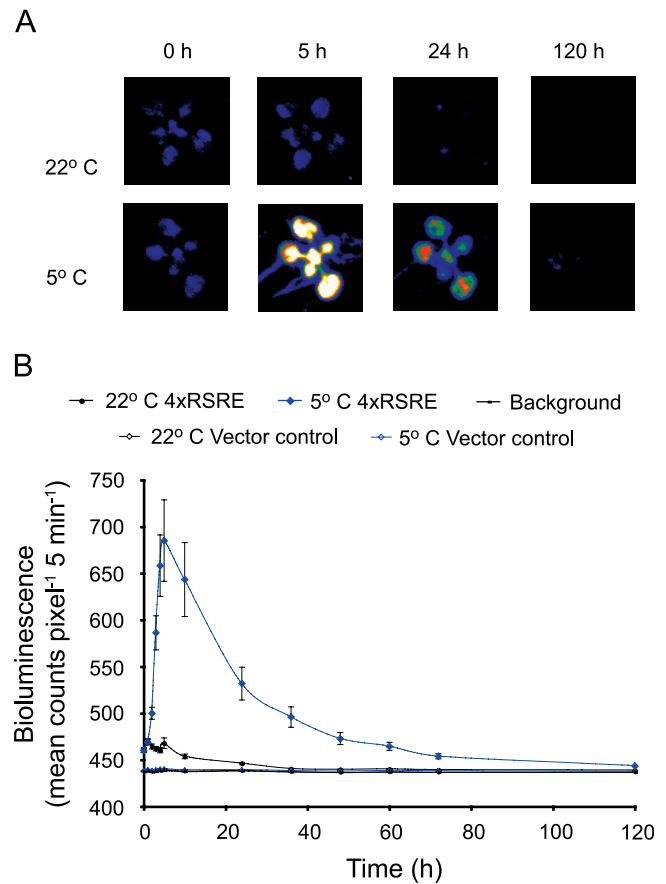 A
0 h 5 h 24 h 120 h
22º C
5º C
B
22º C 4xRSRE 5º C 4xRSRE Background
22º C Vector control 5º C Vector control
Bioluminescence
(mean counts pixel⁻¹ 5 min⁻¹)
750
700
650
600
550
500
450
400
0 20 40 60 80 100 120
Time (h)